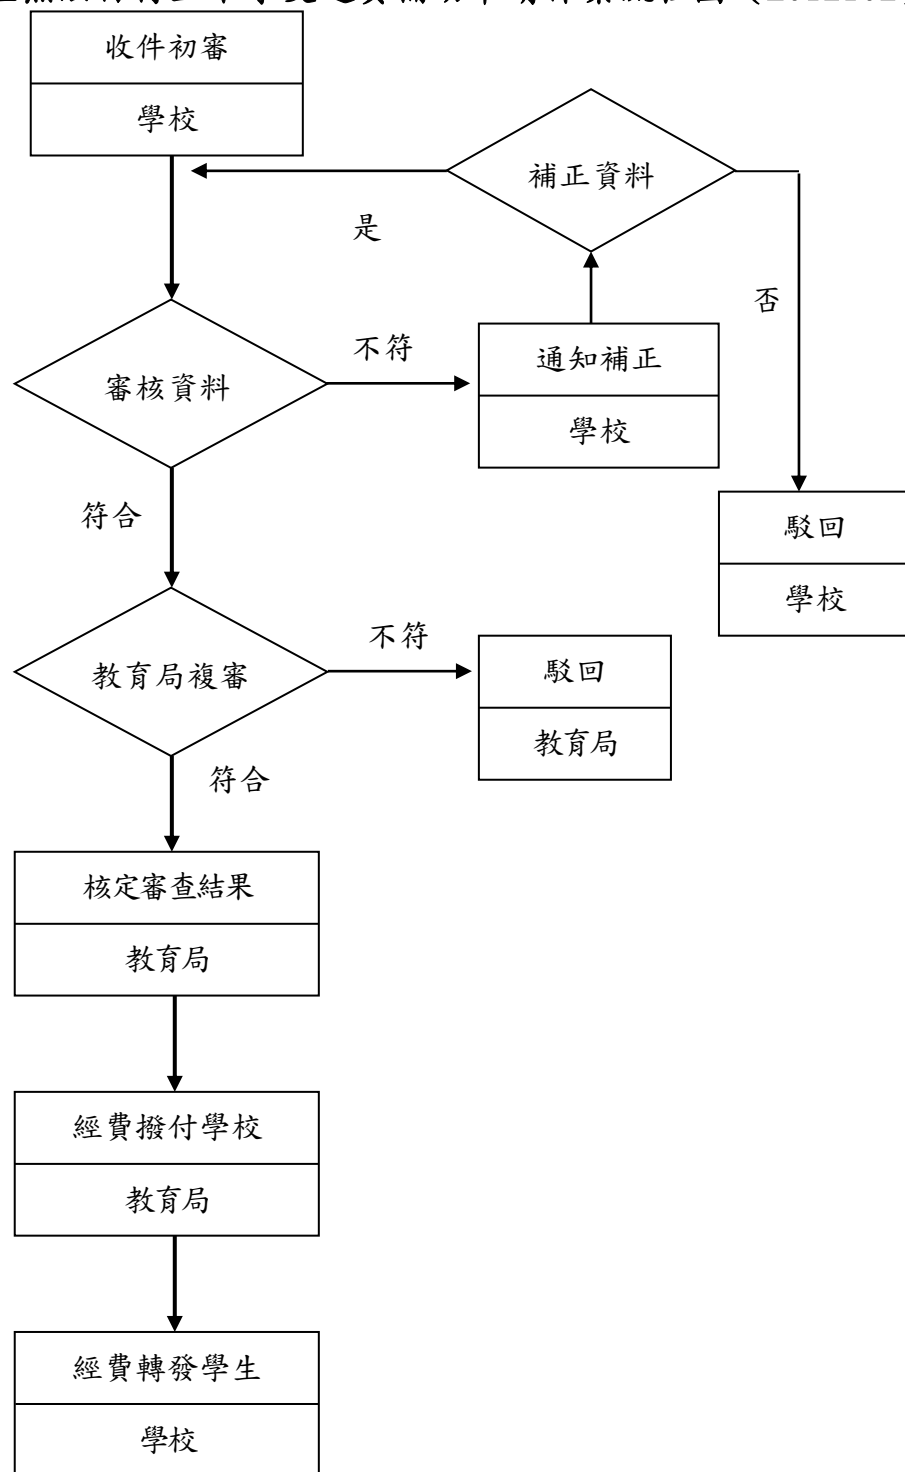 收件初審
學校
補正資料
是
否
不符
通知補正
審核資料
學校
符合
駁回
學校
不符
教育局複審
駁回
教育局
符合
核定審查結果
教育局
經費撥付學校
教育局
經費轉發學生
學校